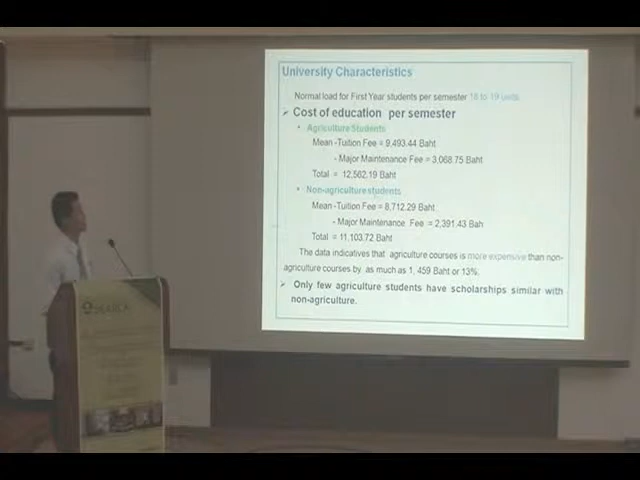 University Characteristics
Normal load for First Year students per semester 18 to 19 units
➢ Cost of education per semester
• Agriculture Students
Mean -Tuition Fee = 9,493.44 Baht
- Major Maintenance Fee = 3,068.75 Baht
Total = 12,562.19 Baht
• Non-agriculture students
Mean -Tuition Fee = 8,712.29 Baht
- Major Maintenance Fee = 2,391.43 Bah
Total = 11,103.72 Baht
The data indicatives that agriculture courses is more expensive than non-
agriculture courses by as much as 1, 459 Baht or 13%.
➢ Only few agriculture students have scholarships similar with
non-agriculture.
SEARCA